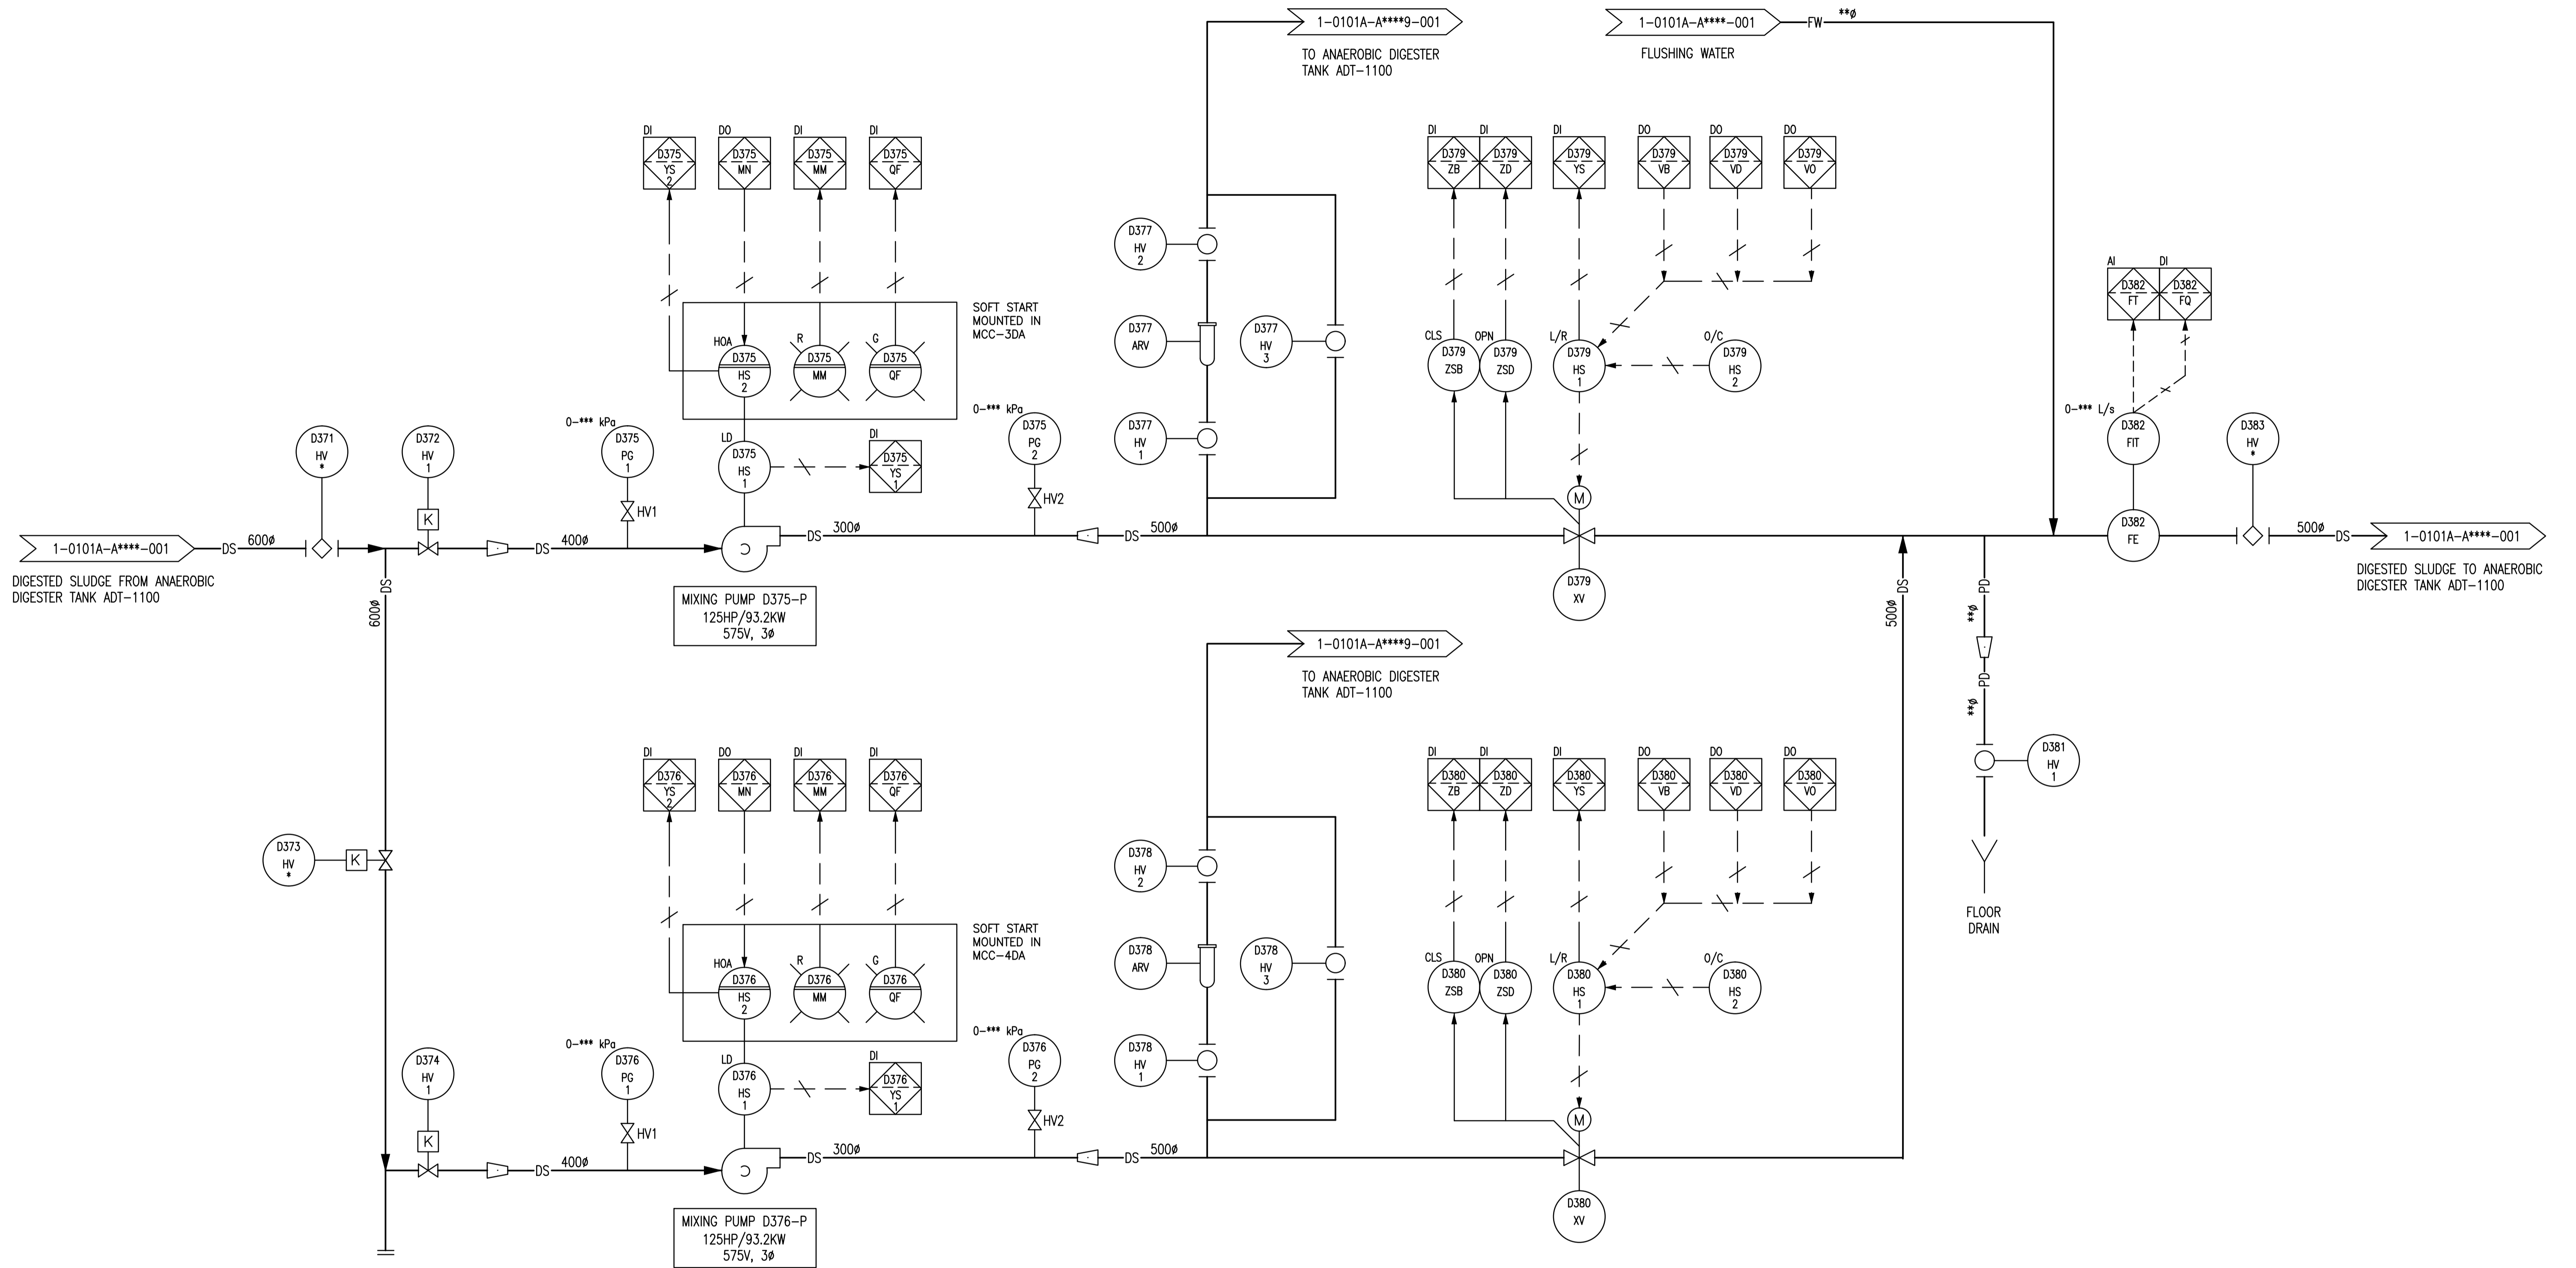 1-0101A-A****9-001
TO ANAEROBIC DIGESTER
TANK ADT-1100
1-0101A-A****-001
FW
**ø
FLUSHING WATER
DI
D375
YS
2
DO
D375
MN
DI
D375
MM
DI
D375
QF
SOFT START
MOUNTED IN
MCC-3DA
HOA
D375
HS
2
R
D375
MM
G
D375
QF
LD
D375
HS
1
DI
D375
YS
1
D377
HV
2
D377
ARV
D377
HV
3
D377
HV
1
DI
D379
ZB
DI
D379
ZD
DI
D379
YS
DO
D379
VB
DO
D379
VD
DO
D379
VO
CLS
D379
ZSB
OPN
D379
ZSD
L/R
D379
HS
1
O/C
D379
HS
2
M
D379
XV
AI
D382
FT
DI
D382
FQ
0-*** L/s
D382
FIT
D382
FE
D383
HV
*
500ø
DS
1-0101A-A****-001
DIGESTED SLUDGE TO ANAEROBIC
DIGESTER TANK ADT-1100
1-0101A-A****-001
DIGESTED SLUDGE FROM ANAEROBIC
DIGESTER TANK ADT-1100
DS
600ø
D371
HV
*
D372
HV
1
K
DS
400ø
0-*** kPa
D375
PG
1
HV1
C
MIXING PUMP D375-P
125HP/93.2KW
575V, 3ø
DS
300ø
0-*** kPa
D375
PG
2
HV2
DS
500ø
DS
600ø
D373
HV
*
K
1-0101A-A****9-001
TO ANAEROBIC DIGESTER
TANK ADT-1100
DI
D376
YS
2
DO
D376
MN
DI
D376
MM
DI
D376
QF
SOFT START
MOUNTED IN
MCC-4DA
HOA
D376
HS
2
R
D376
MM
G
D376
QF
LD
D376
HS
1
DI
D376
YS
1
D378
HV
2
D378
ARV
D378
HV
3
D378
HV
1
DI
D380
ZB
DI
D380
ZD
DI
D380
YS
DO
D380
VB
DO
D380
VD
DO
D380
VO
CLS
D380
ZSB
OPN
D380
ZSD
L/R
D380
HS
1
O/C
D380
HS
2
M
D380
XV
500ø
DS
PD
**ø
PD
**ø
D381
HV
1
FLOOR
DRAIN
D374
HV
1
K
DS
400ø
0-*** kPa
D376
PG
1
HV1
C
MIXING PUMP D376-P
125HP/93.2KW
575V, 3ø
DS
300ø
0-*** kPa
D376
PG
2
HV2
DS
500ø